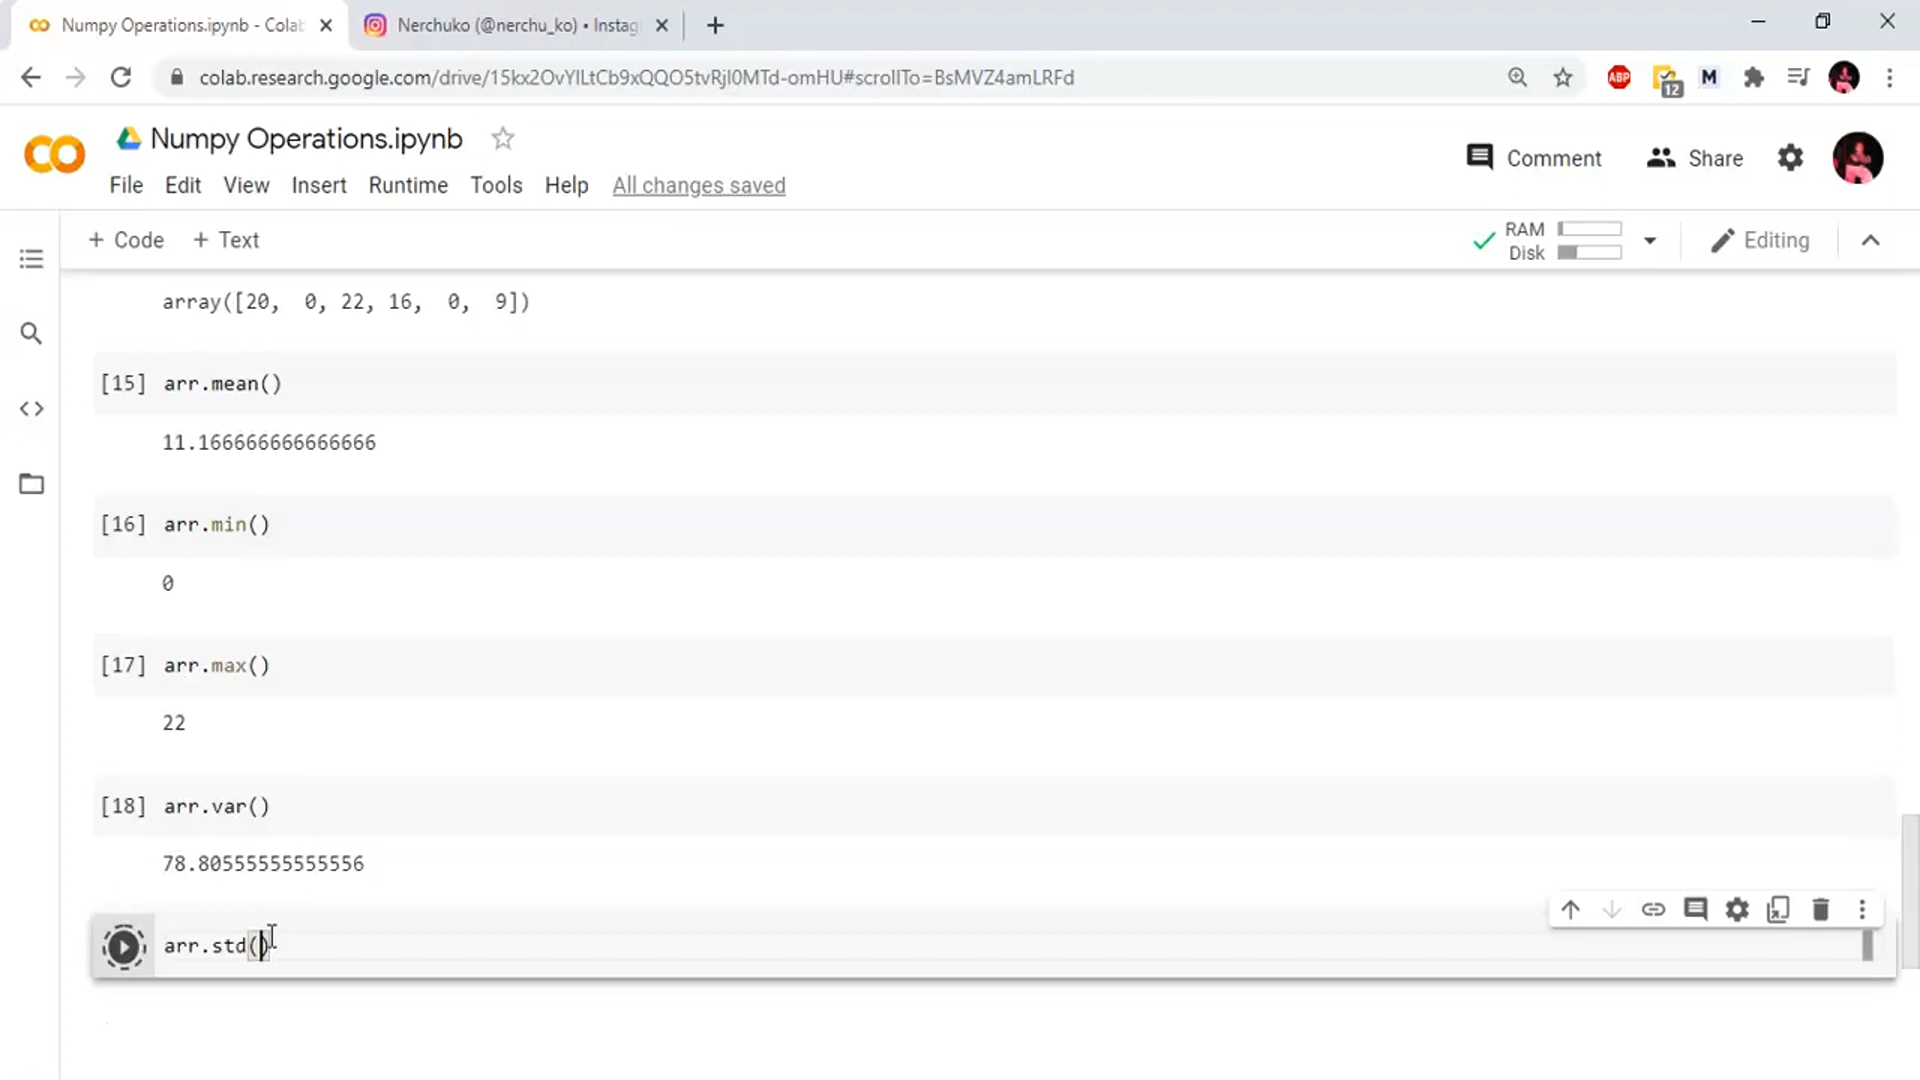 Numpy Operations.ipynb - Colab
Nerchuko (@nerchu_ko) • Instag
colab.research.google.com/drive/15kx2OvYlLtCb9xQQO5tvRjl0MTd-omHU#scrollTo=BsMVZ4amLRFd
ABP
12
M
Numpy Operations.ipynb
Comment
Share
File Edit View Insert Runtime Tools Help All changes saved
+ Code + Text
RAM
Disk
Editing
array([20,  0, 22, 16,  0,  9])
[15] arr.mean()
11.166666666666666
[16] arr.min()
0
[17] arr.max()
22
[18] arr.var()
78.80555555555556
arr.std()